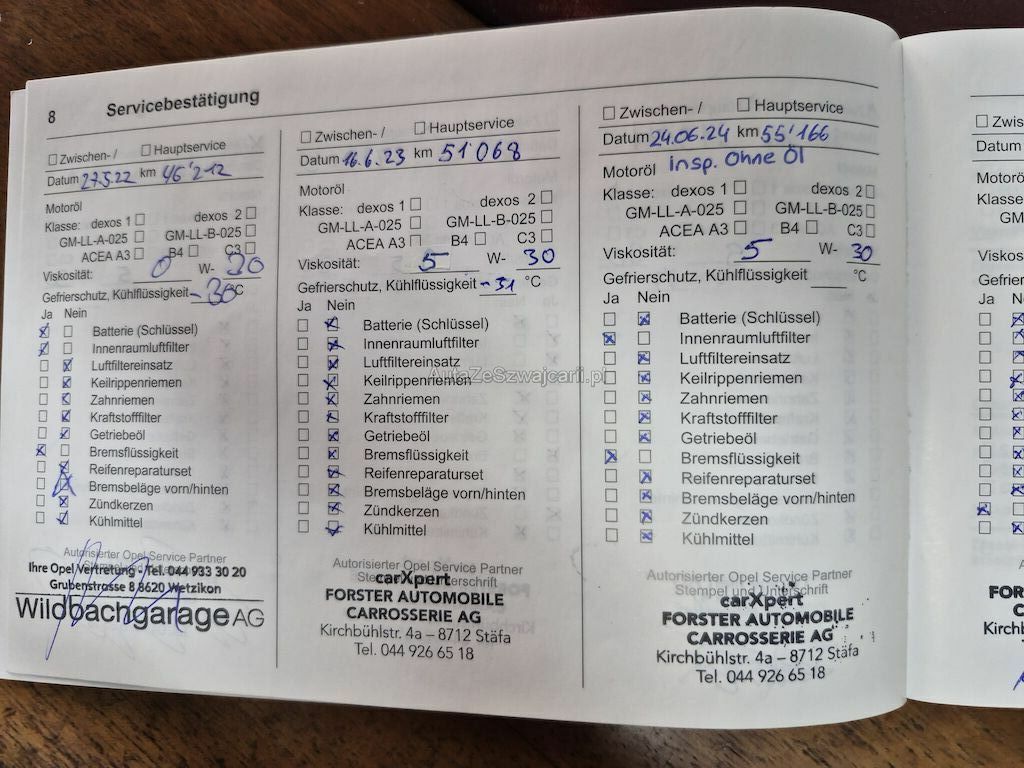 8 Servicebestätigung
Zwischen- / Hauptservice
Datum 27.5.22 km 46'212
Motoröl
Klasse: dexos 1 dexos 2
GM-LL-A-025 GM-LL-B-025
ACEA A3 B4 C3
Viskosität: 0 W- 20
Gefrierschutz, Kühlflüssigkeit -30 °C
Ja Nein
Batterie (Schlüssel)
Innenraumluftfilter
Luftfiltereinsatz
Keilrippenriemen
Zahnriemen
Kraftstofffilter
Getriebeöl
Bremsflüssigkeit
Reifenreparaturset
Bremsbeläge vorn/hinten
Zündkerzen
Kühlmittel
Autorisierter Opel Service Partner
Ihre Opel Vertretung · Tel. 044 933 30 20
Grubenstrasse 8 8620 Wetzikon
Wildbachgarage AG
Zwischen- / Hauptservice
Datum 16.6.23 km 51'068
Motoröl
Klasse: dexos 1 dexos 2
GM-LL-A-025 GM-LL-B-025
ACEA A3 B4 C3
Viskosität: 5 W- 30
Gefrierschutz, Kühlflüssigkeit -31 °C
Ja Nein
Batterie (Schlüssel)
Innenraumluftfilter
Luftfiltereinsatz
Keilrippenriemen
AutaZeSzwajcarii.pl
Zahnriemen
Kraftstofffilter
Getriebeöl
Bremsflüssigkeit
Reifenreparaturset
Bremsbeläge vorn/hinten
Zündkerzen
Kühlmittel
Autorisierter Opel Service Partner
carXpert
FORSTER AUTOMOBILE
CARROSSERIE AG
Kirchbühlstr. 4a – 8712 Stäfa
Tel. 044 926 65 18
Zwischen- / Hauptservice
Datum 24.06.24 km 55'166
Motoröl insp. Ohne Öl
Klasse: dexos 1 dexos 2
GM-LL-A-025 GM-LL-B-025
ACEA A3 B4 C3
Viskosität: 5 W- 30
Gefrierschutz, Kühlflüssigkeit °C
Ja Nein
Batterie (Schlüssel)
Innenraumluftfilter
Luftfiltereinsatz
Keilrippenriemen
Zahnriemen
Kraftstofffilter
Getriebeöl
Bremsflüssigkeit
Reifenreparaturset
Bremsbeläge vorn/hinten
Zündkerzen
Kühlmittel
Autorisierter Opel Service Partner
Stempel und Unterschrift
carXpert
FORSTER AUTOMOBILE
CARROSSERIE AG
Kirchbühlstr. 4a – 8712 Stäfa
Tel. 044 926 65 18
Datum
Klasse
GM
Ja